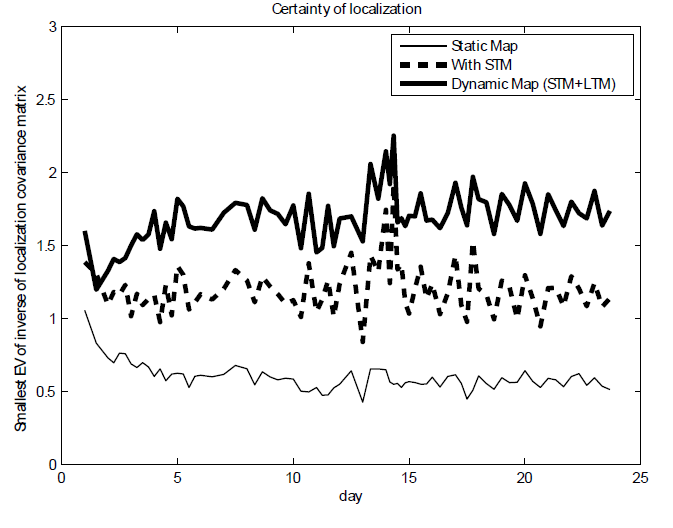 Certainty of localization
Smallest EV of inverse of localization covariance matrix
3
2.5
2
1.5
1
0.5
0
Static Map
With STM
Dynamic Map (STM+LTM)
0 5 10 15 20 25
day